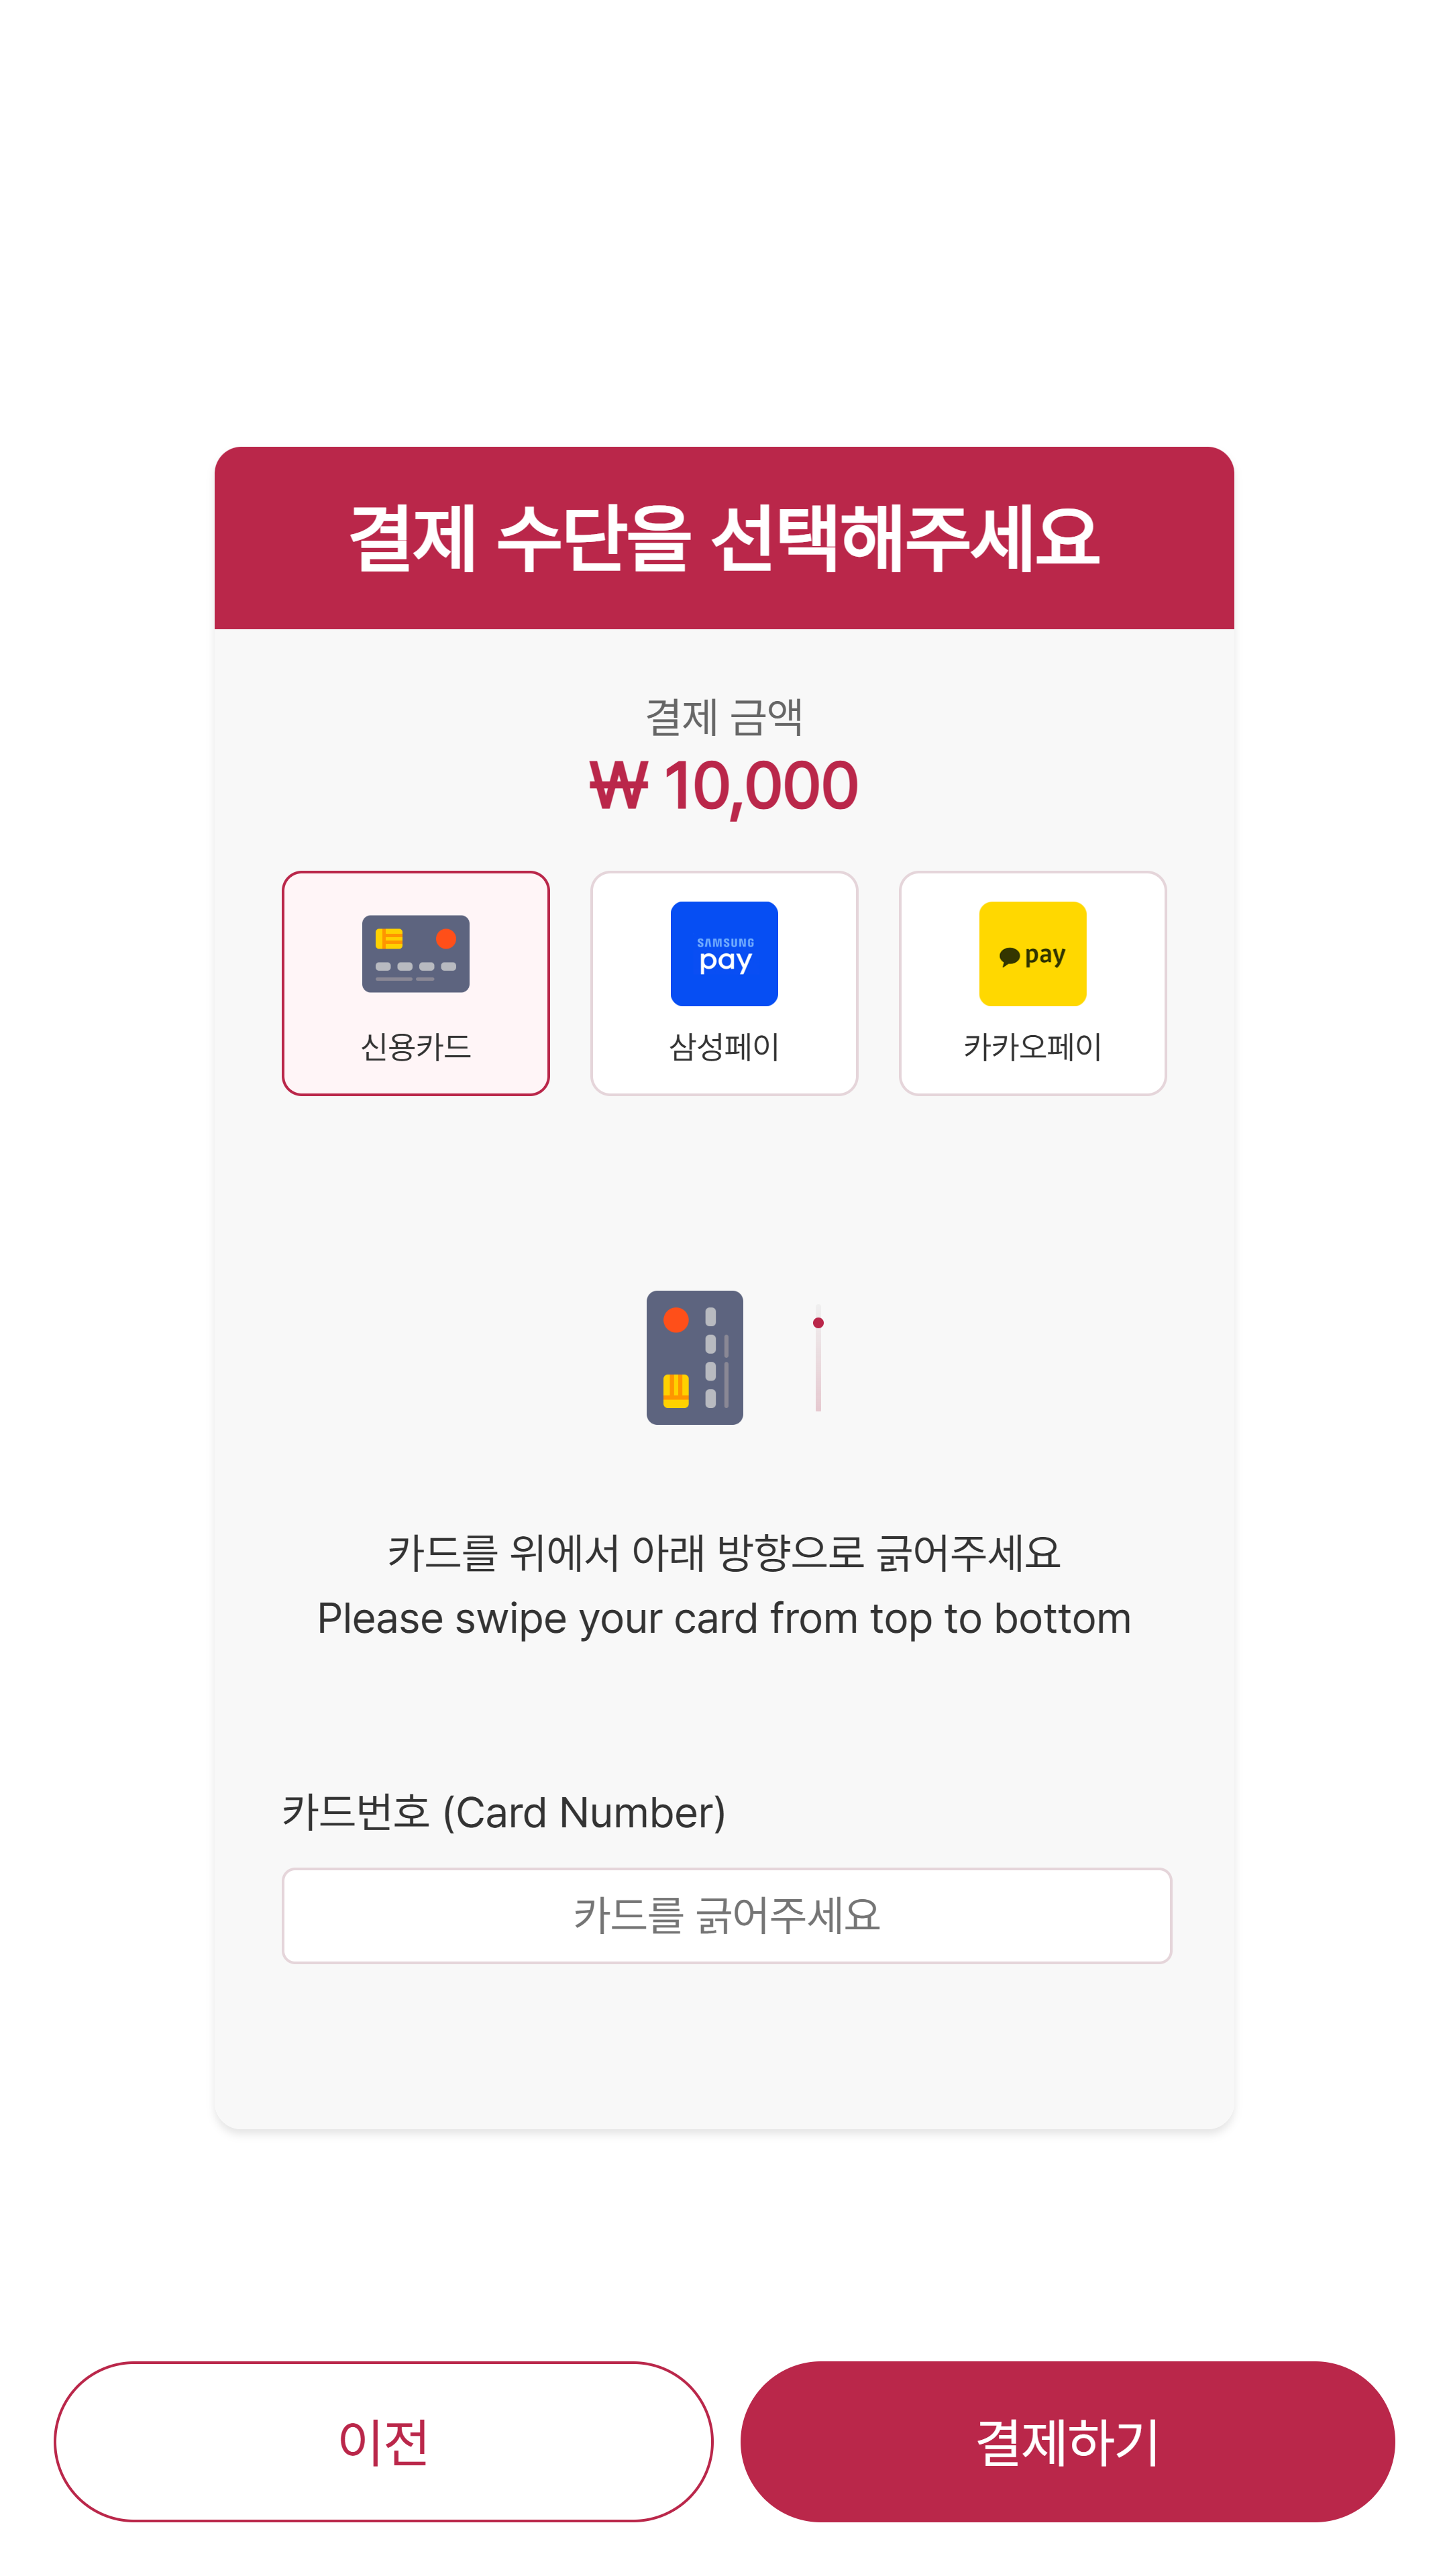 결제 수단을 선택해주세요
결제 금액
₩ 10,000
SAMSUNG
pay
pay
신용카드
삼성페이
카카오페이
카드를 위에서 아래 방향으로 긁어주세요
Please swipe your card from top to bottom
카드번호 (Card Number)
카드를 긁어주세요
이전
결제하기